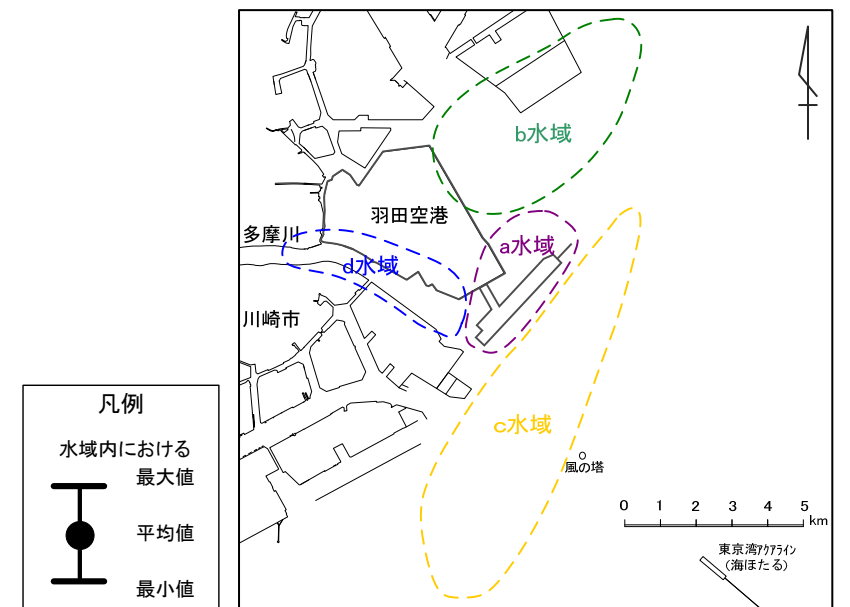 b水域
羽田空港
多摩川
a水域
d水域
川崎市
c水域
風の塔
0 1 2 3 4 5 km
東京湾ｱｸｱﾗｲﾝ
(海ほたる)
凡例
水域内における
最大値
平均値
最小値